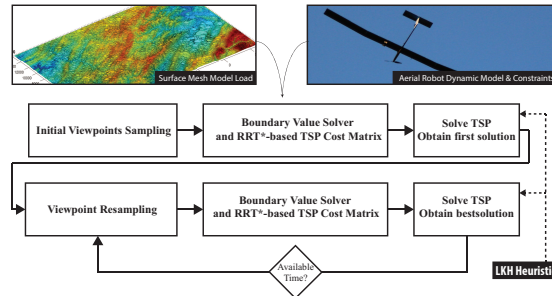 Surface Mesh Model Load
Aerial Robot Dynamic Model & Constraints
Initial Viewpoints Sampling
Boundary Value Solver
and RRT*-based TSP Cost Matrix
Solve TSP
Obtain first solution
Viewpoint Resampling
Boundary Value Solver
and RRT*-based TSP Cost Matrix
Solve TSP
Obtain bestsolution
Available
Time?
LKH Heuristi